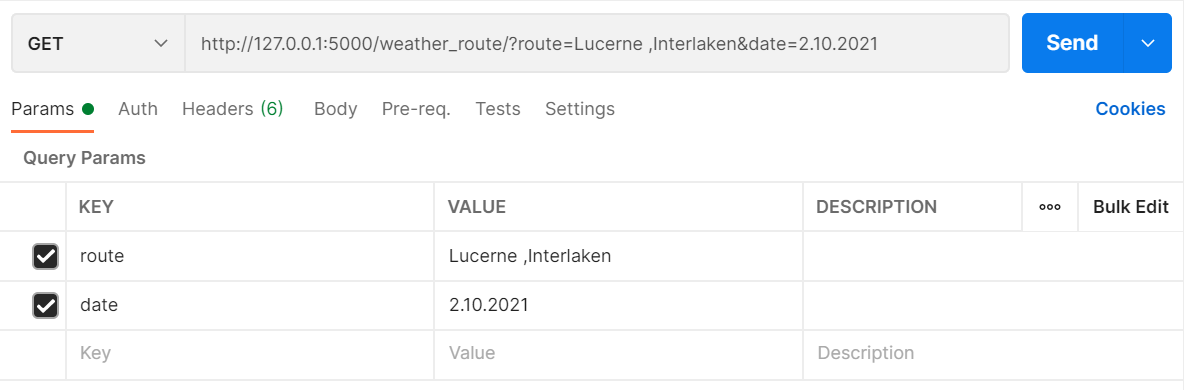 GET http://127.0.0.1:5000/weather_route/?route=Lucerne ,Interlaken&date=2.10.2021 Send
Params Auth Headers (6) Body Pre-req. Tests Settings Cookies
Query Params
KEY VALUE DESCRIPTION ooo Bulk Edit
route Lucerne ,Interlaken
date 2.10.2021
Key Value Description